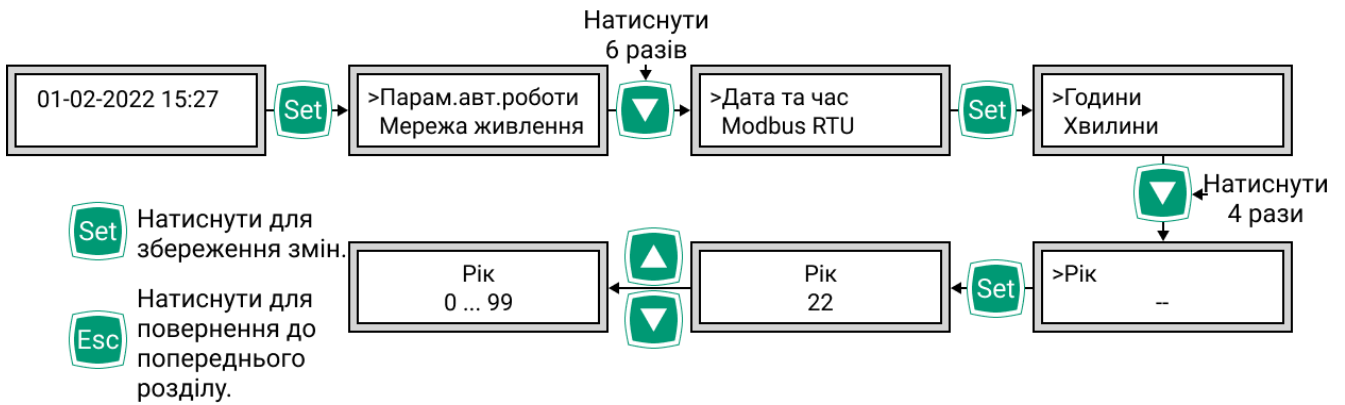 Натиснути
6 разів
01-02-2022 15:27
Set
>Парам.авт.роботи
Мережа живлення
>Дата та час
Modbus RTU
Set
>Години
Хвилини
Натиснути
4 рази
Set
Натиснути для
збереження змін.
Рік
0 ... 99
Рік
22
Set
>Рік
--
Esc
Натиснути для
повернення до
попереднього
розділу.